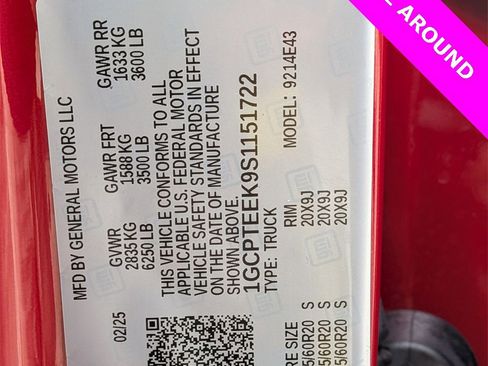 E AROUND
MFD BY GENERAL MOTORS LLC
02/25
GVWR GAWR FRT GAWR RR
2835 KG 1588 KG 1633 KG
6250 LB 3500 LB 3600 LB
THIS VEHICLE CONFORMS TO ALL
APPLICABLE U.S. FEDERAL MOTOR
VEHICLE SAFETY STANDARDS IN EFFECT
ON THE DATE OF MANUFACTURE
SHOWN ABOVE.
1GCPTEEK9S1151722
TYPE: TRUCK MODEL: 9214E43
RE SIZE RIM
5/60R20 S 20X9J
5/60R20 S 20X9J
5/60R20 S 20X9J